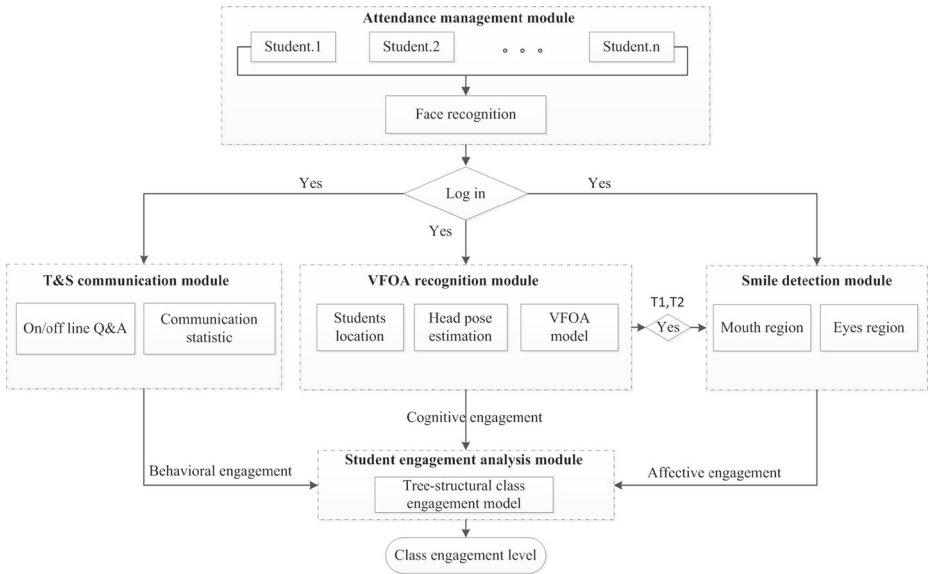 Attendance management module
Student.1
Student.2
Student.n
Face recognition
Log in
Yes
Yes
Yes
T&S communication module
On/off line Q&A
Communication
statistic
VFOA recognition module
Students
location
Head pose
estimation
VFOA
model
T1,T2
Yes
Smile detection module
Mouth region
Eyes region
Behavioral engagement
Cognitive engagement
Affective engagement
Student engagement analysis module
Tree-structural class
engagement model
Class engagement level